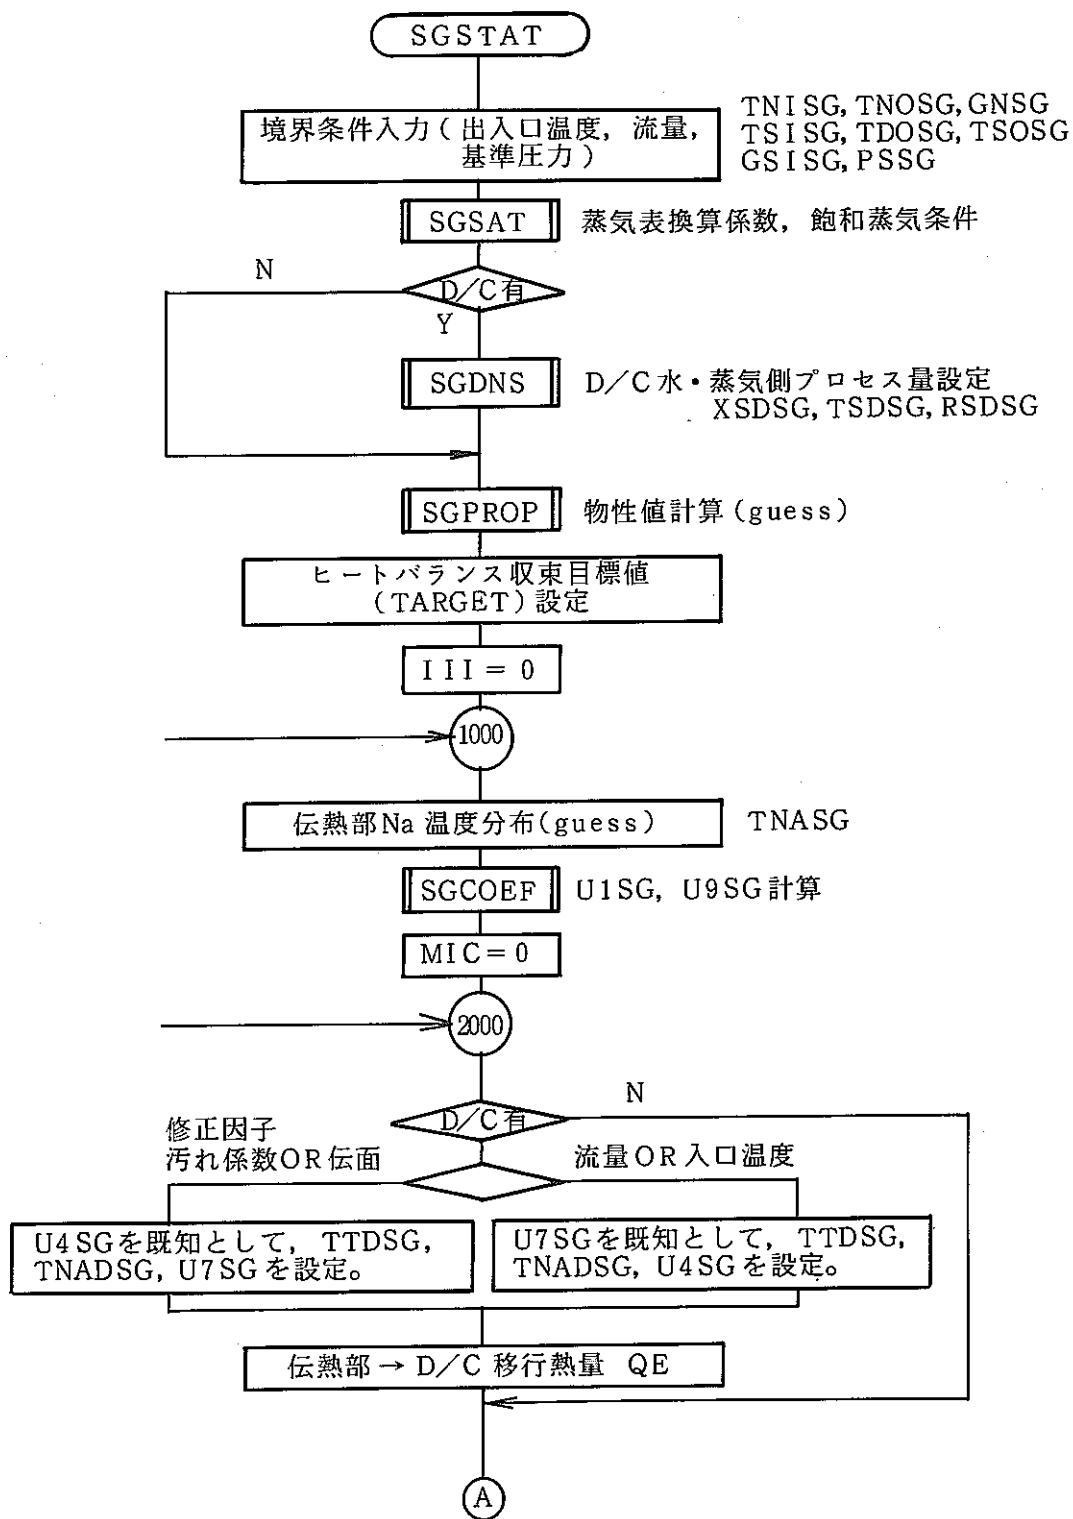 SGSTAT
境界条件入力(出入口温度, 流量,
基準圧力)
TNISG, TNOSG, GNSG
TSISG, TDOSG, TSOSG
GSISG, PSSG
SGSAT
蒸気表換算係数, 飽和蒸気条件
N
D/C有
Y
SGDNS
D/C水・蒸気側プロセス量設定
XSDSG, TSDSG, RSDSG
SGPROP
物性値計算(guess)
ヒートバランス収束目標値
(TARGET)設定
III = 0
1000
伝熱部Na温度分布(guess)
TNASG
SGCOEF
U1SG, U9SG計算
MIC=0
2000
N
D/C有
修正因子
汚れ係数OR伝面
流量OR入口温度
U4SGを既知として, TTDSG,
TNADSG, U7SGを設定。
U7SGを既知として, TTDSG,
TNADSG, U4SGを設定。
伝熱部→D/C移行熱量 QE
A